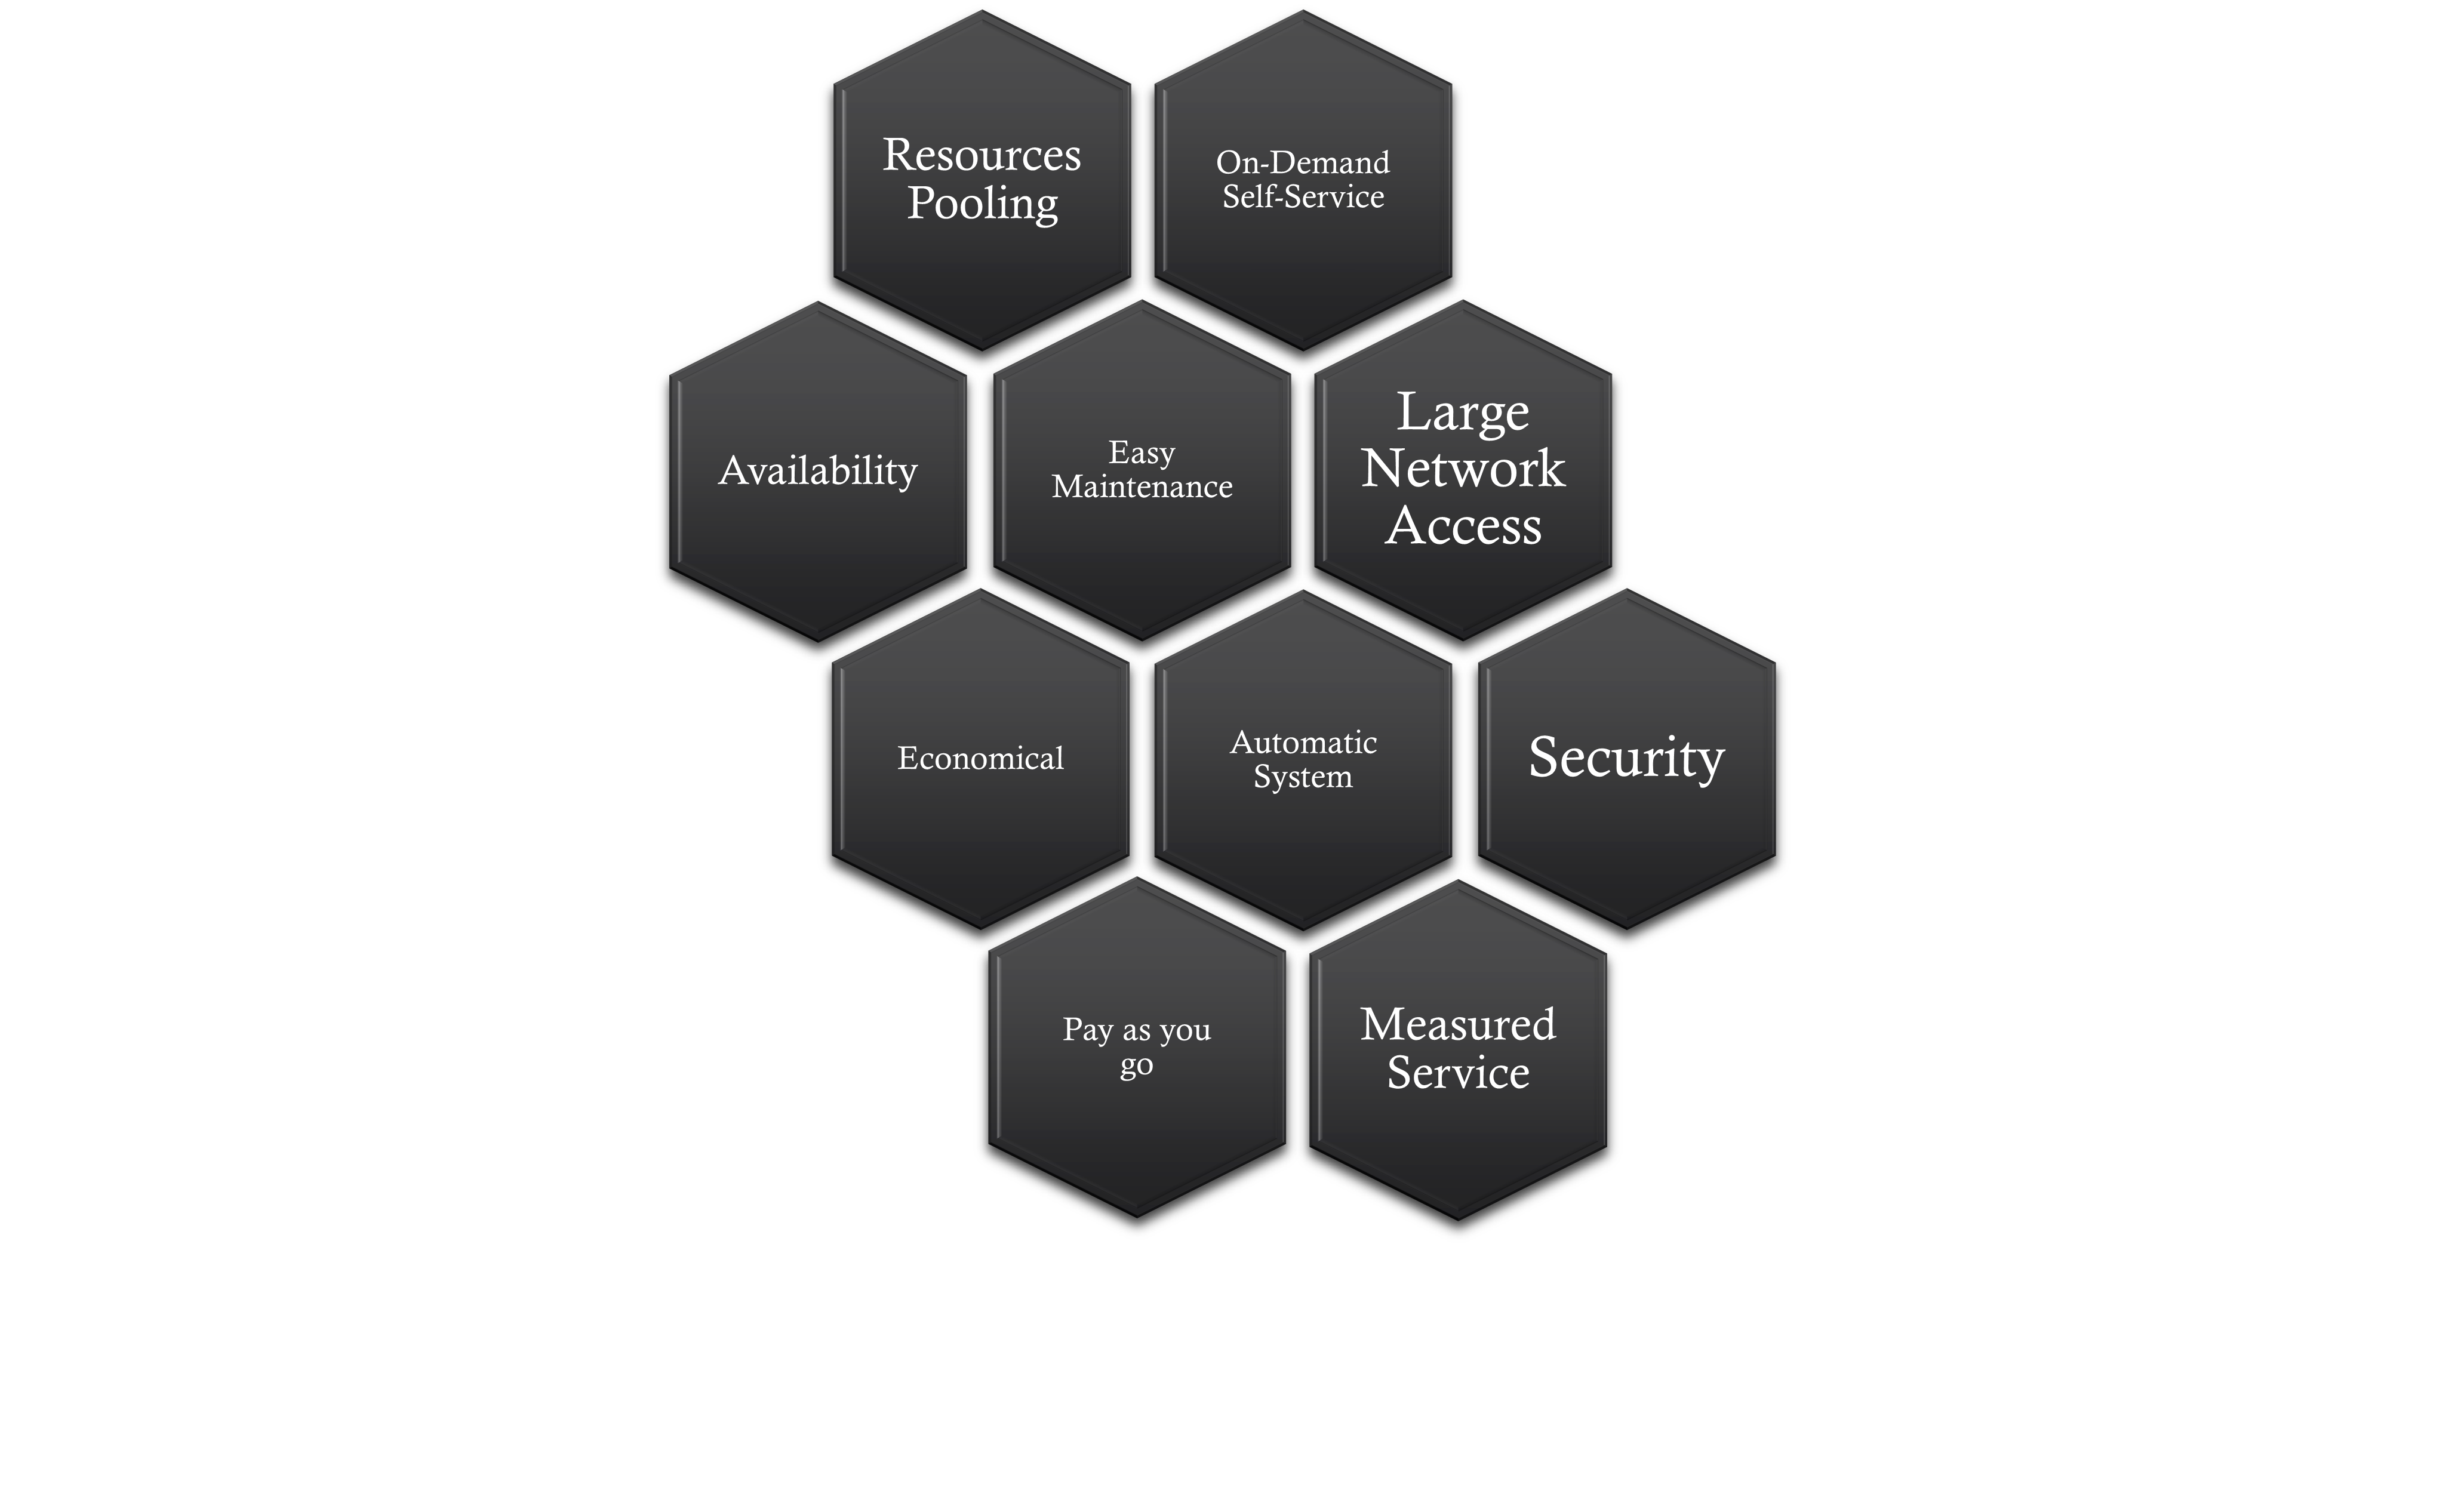 Resources
Pooling
On-Demand
Self-Service
Availability
Easy
Maintenance
Large
Network
Access
Economical
Automatic
System
Security
Pay as you
go
Measured
Service